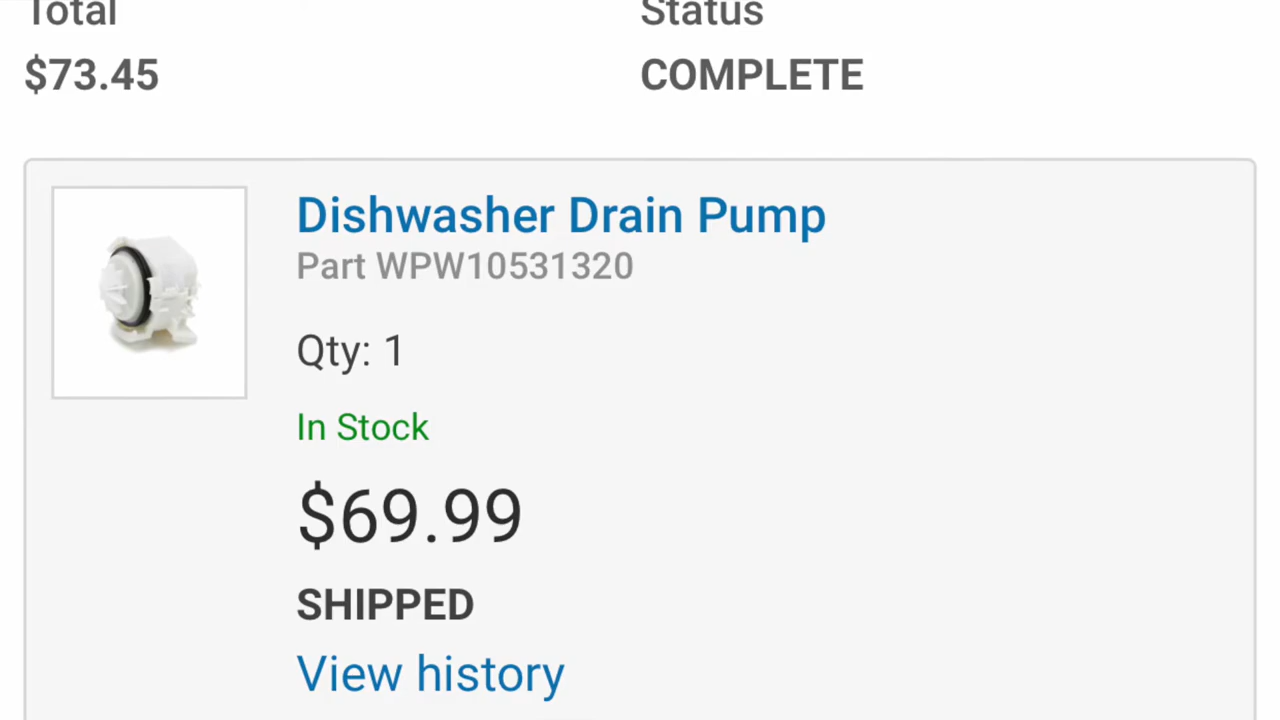 Total
Status
$73.45
COMPLETE
Dishwasher Drain Pump
Part WPW10531320
Qty: 1
In Stock
$69.99
SHIPPED
View history